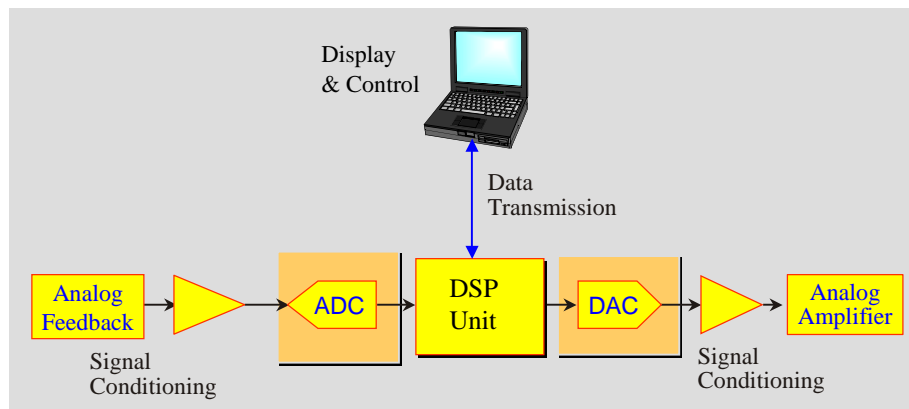 Display
& Control
Data
Transmission
Analog
Feedback
Signal
Conditioning
ADC
DSP
Unit
DAC
Signal
Conditioning
Analog
Amplifier